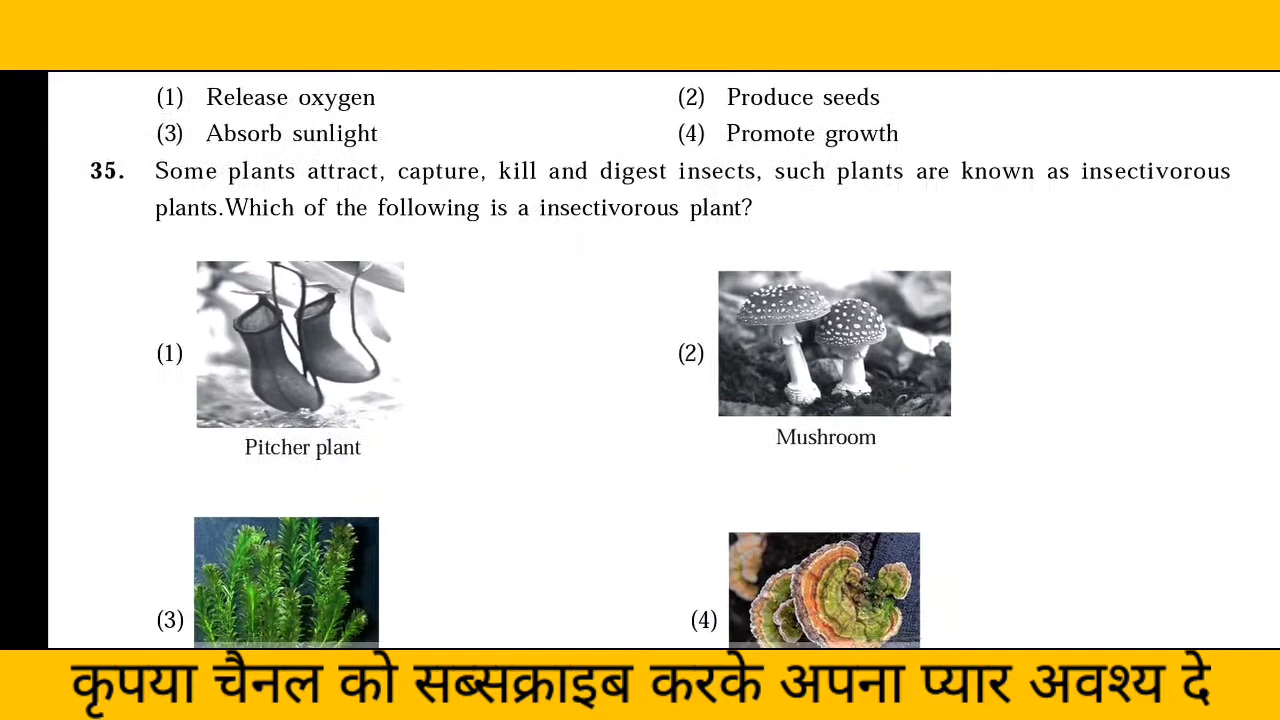 (1) Release oxygen (2) Produce seeds
(3) Absorb sunlight (4) Promote growth
35. Some plants attract, capture, kill and digest insects, such plants are known as insectivorous
plants.Which of the following is a insectivorous plant?
(1) (2)
Pitcher plant Mushroom
(3) (4)
कृपया चैनल को सब्सक्राइब करके अपना प्यार अवश्य दे